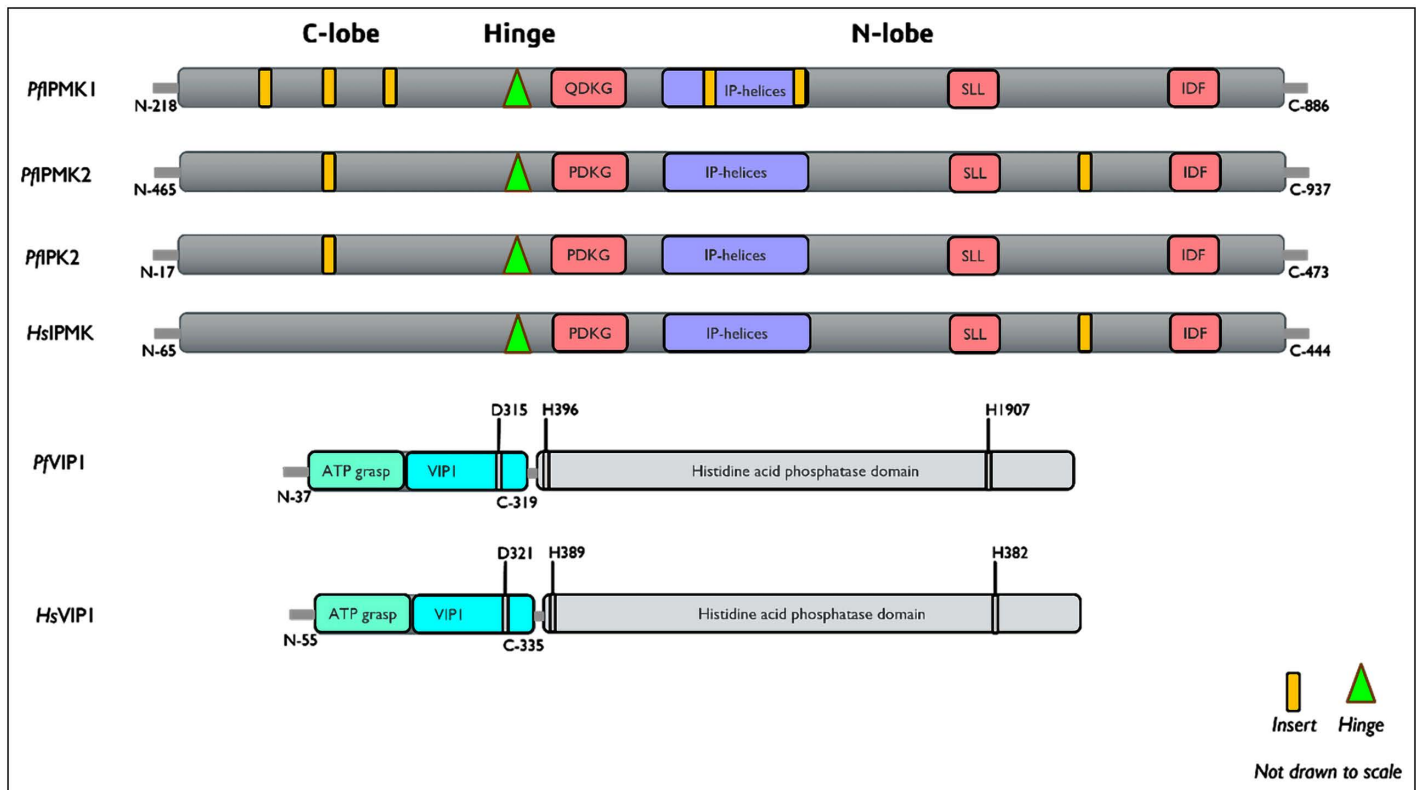 C-lobe Hinge N-lobe
PfIPMK1 QDKG IP-helices SLL IDF
N-218 C-886
PfIPMK2 PDKG IP-helices SLL IDF
N-465 C-937
PfIPK2 PDKG IP-helices SLL IDF
N-17 C-473
HsIPMK PDKG IP-helices SLL IDF
N-65 C-444
D315 H396 H1907
PfVIP1 ATP grasp VIP1 Histidine acid phosphatase domain
N-37 C-319
D321 H389 H382
HsVIP1 ATP grasp VIP1 Histidine acid phosphatase domain
N-55 C-335
Insert Hinge
Not drawn to scale